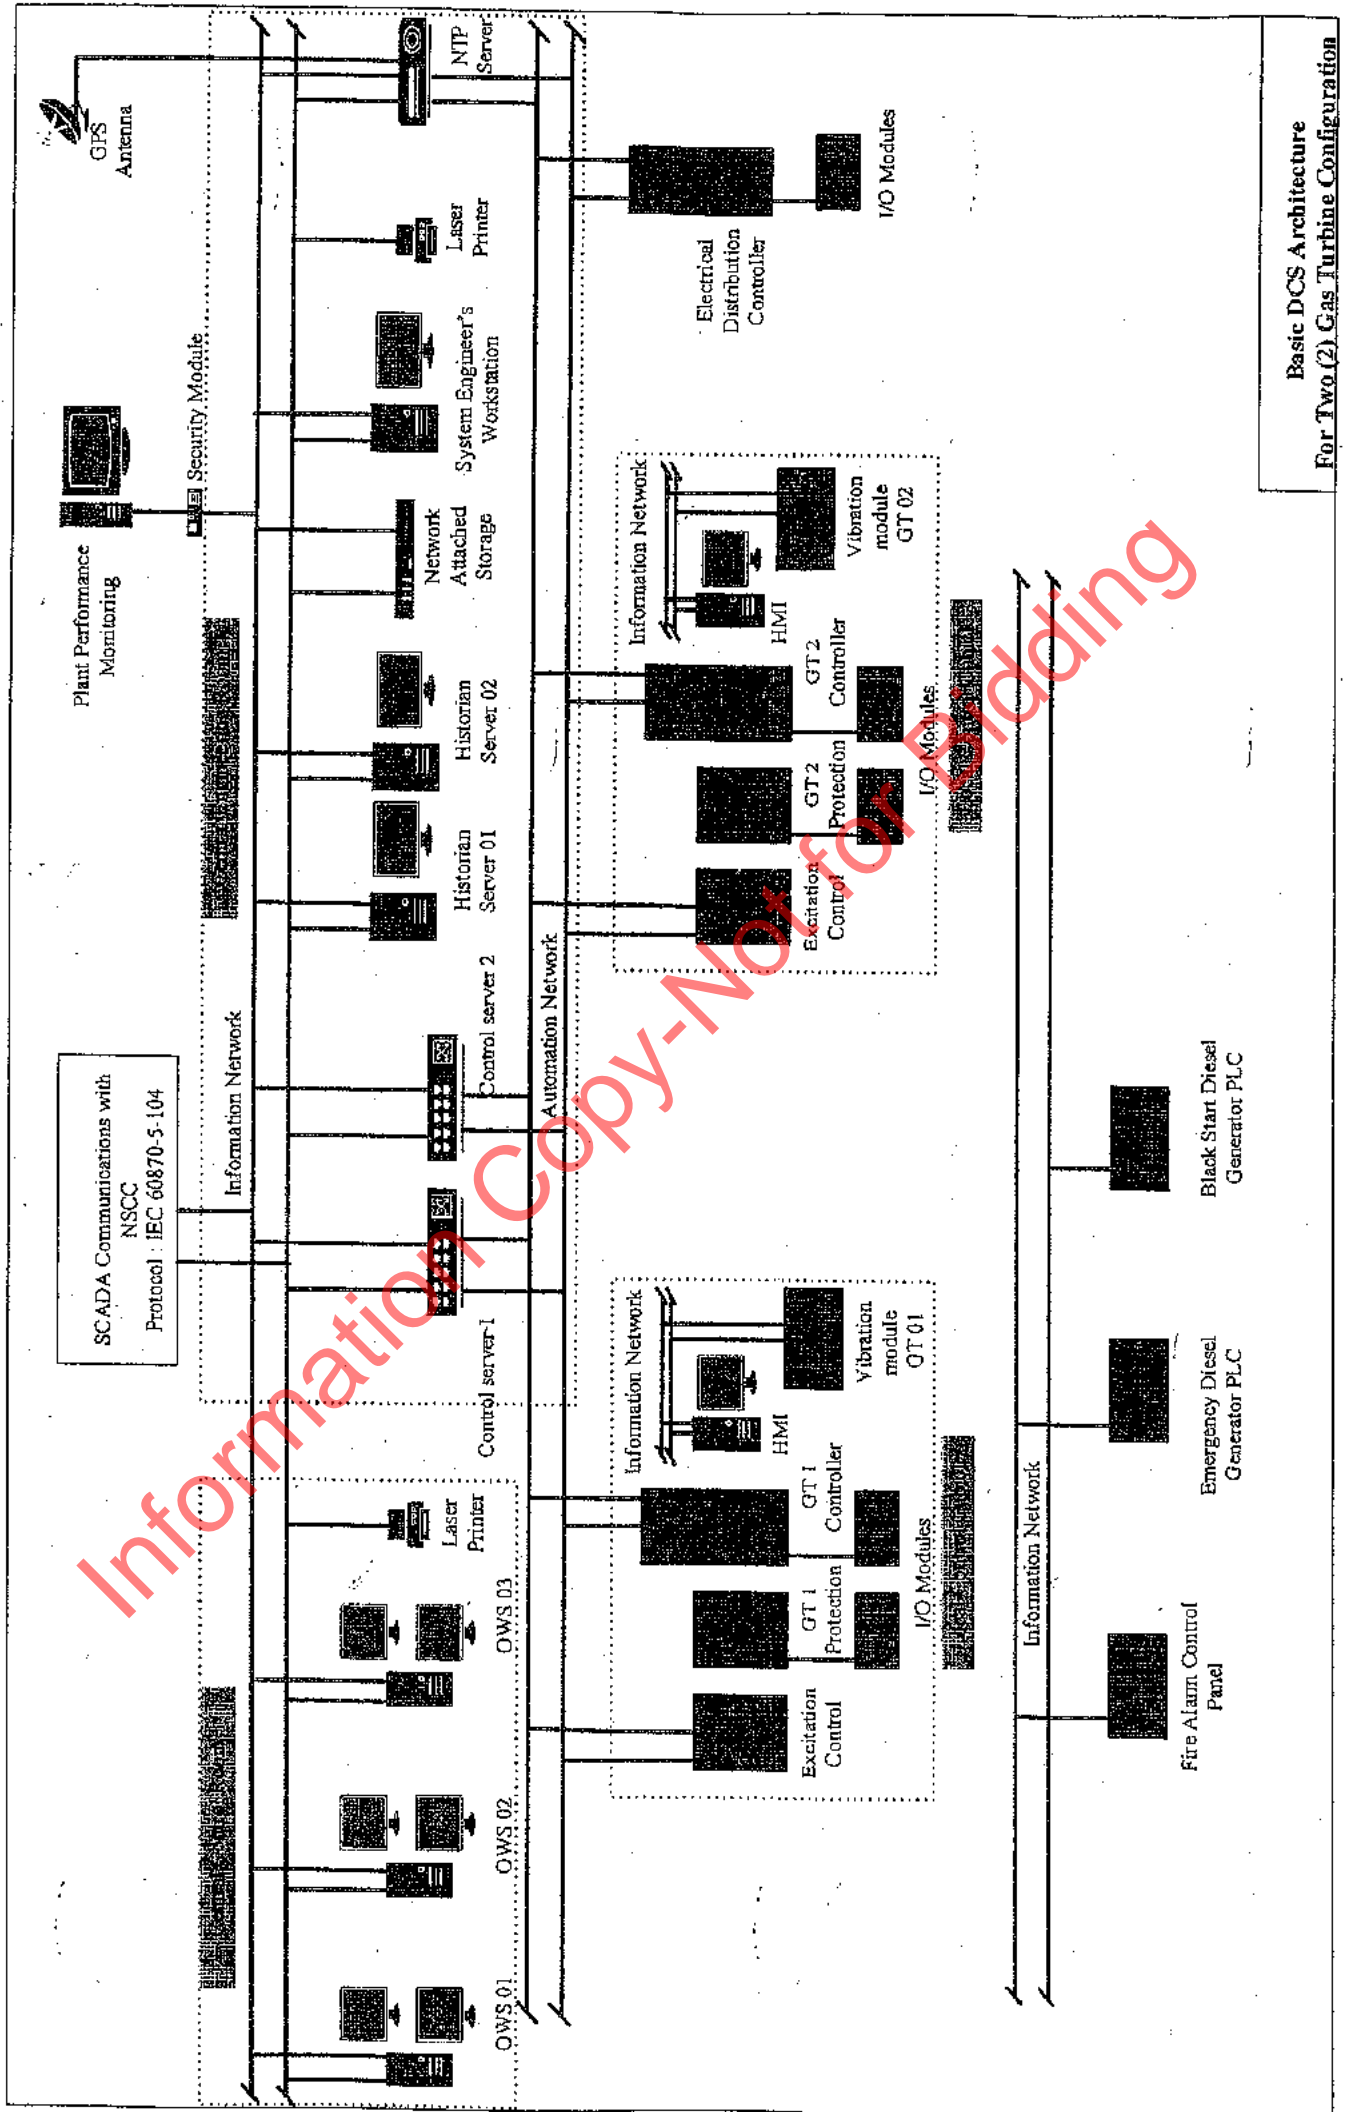 GPS
Antenna
Plant Performance
Monitoring
Security Module
SCADA Communications with
NSCC
Protocol : IEC 60870-5-104
Information Network
NTP
Server
Laser
Printer
System Engineer's
Workstation
Network
Attached
Storage
Historian
Server 02
Historian
Server 01
Control server 2
Control server-1
Laser
Printer
OWS 03
OWS 02
OWS 01
Automation Network
Electrical
Distribution
Controller
I/O Modules
Information Network
HMI
Vibration
module
GT 02
GT 2
Controller
GT 2
Protection
Excitation
Control
I/O Modules
Information Network
HMI
Vibration
module
GT 01
GT 1
Controller
GT 1
Protection
Excitation
Control
I/O Modules
Information Network
Fire Alarm Control
Panel
Emergency Diesel
Generator PLC
Black Start Diesel
Generator PLC
Basic DCS Architecture
For Two (2) Gas Turbine Configuration
Information Copy-Not for Bidding